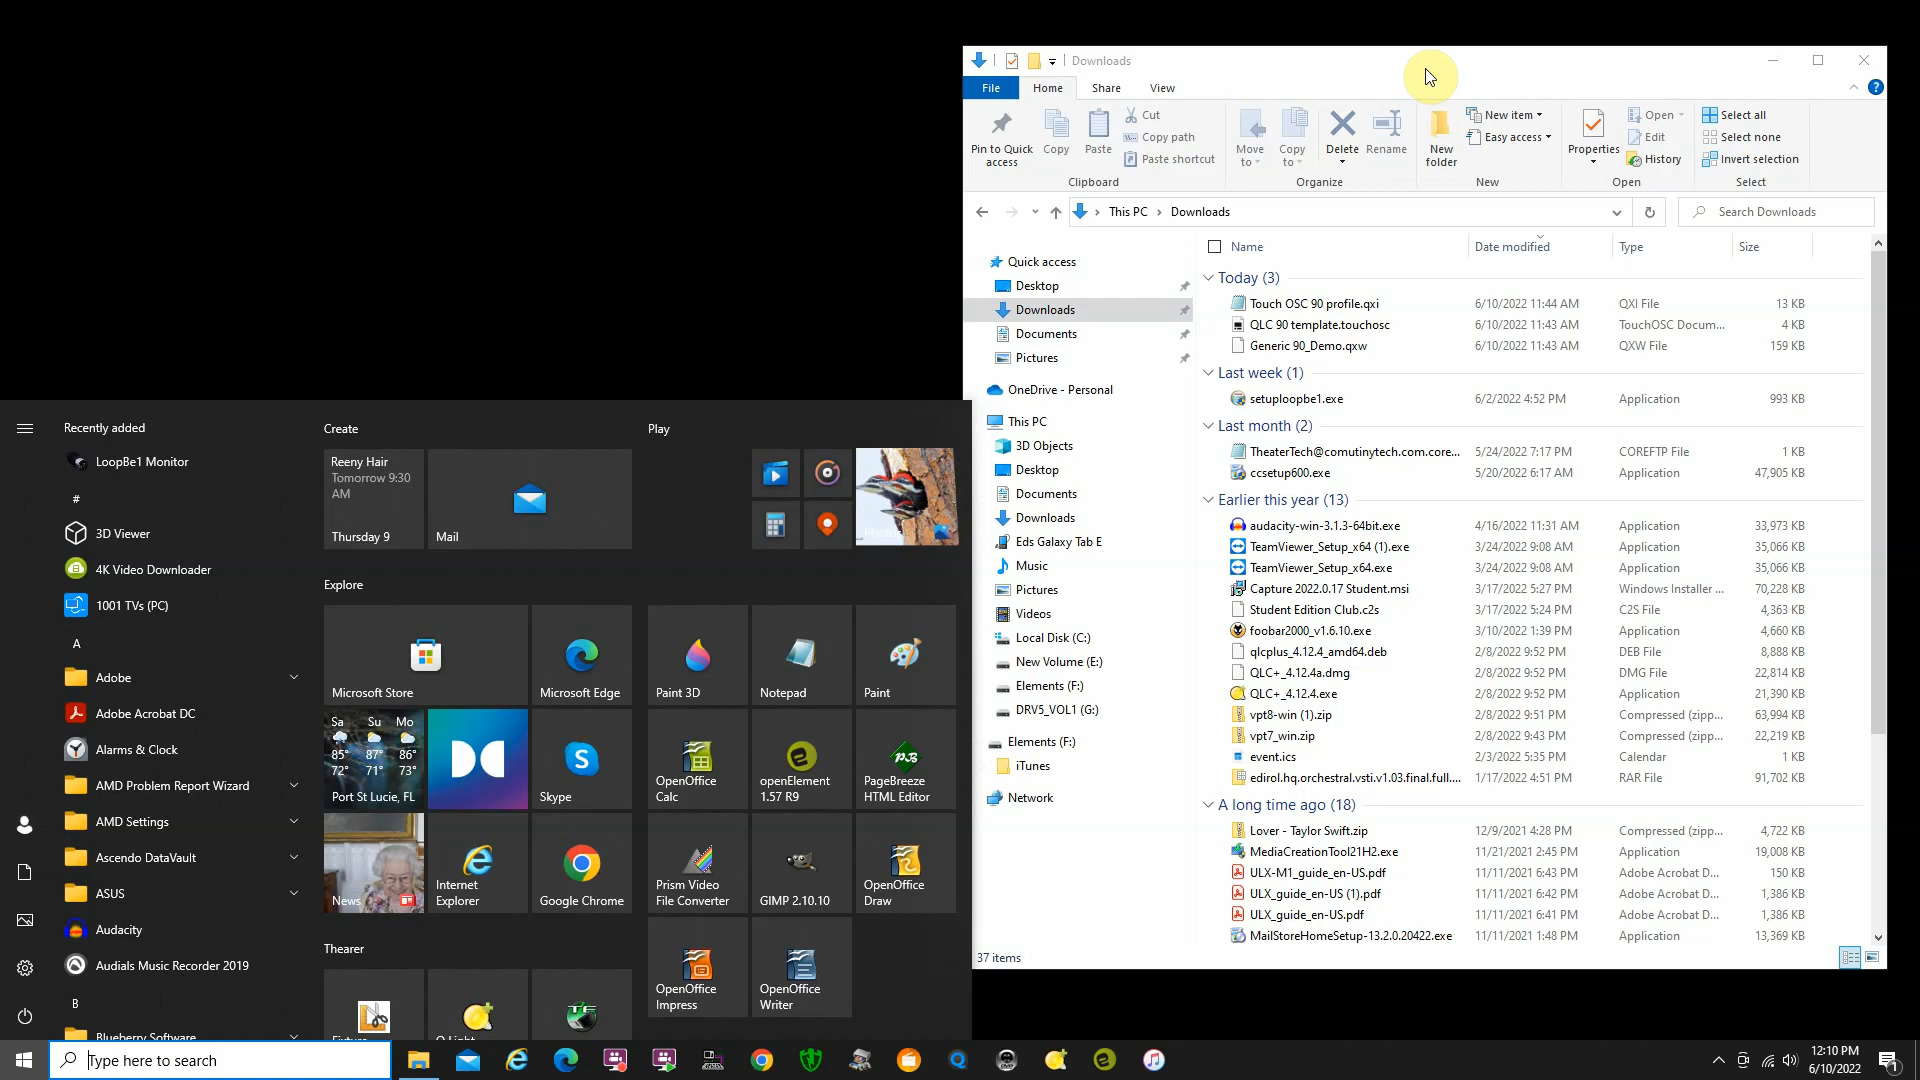 Downloads
File
Home
Share
View
Pin to Quick
access
Copy
Paste
Cut
Copy path
Paste shortcut
Clipboard
Move
to
Copy
to
Delete
Rename
Organize
New
folder
New item
Easy access
New
Properties
Open
Edit
History
Open
Select all
Select none
Invert selection
Select
This PC
Downloads
Search Downloads
Quick access
Desktop
Downloads
Documents
Pictures
OneDrive - Personal
This PC
3D Objects
Desktop
Documents
Downloads
Eds Galaxy Tab E
Music
Pictures
Videos
Local Disk (C:)
New Volume (E:)
Elements (F:)
DRV5_VOL1 (G:)
Elements (F:)
iTunes
Network
Name Date modified Type Size
Today (3)
Touch OSC 90 profile.qxi 6/10/2022 11:44 AM QXI File 13 KB
QLC 90 template.touchosc 6/10/2022 11:43 AM TouchOSC Docum... 4 KB
Generic 90_Demo.qxw 6/10/2022 11:43 AM QXW File 159 KB
Last week (1)
setuploopbe1.exe 6/2/2022 4:52 PM Application 993 KB
Last month (2)
TheaterTech@comutinytech.com.core... 5/24/2022 7:17 PM COREFTP File 1 KB
ccsetup600.exe 5/20/2022 6:17 AM Application 47,905 KB
Earlier this year (13)
audacity-win-3.1.3-64bit.exe 4/16/2022 11:31 AM Application 33,973 KB
TeamViewer_Setup_x64 (1).exe 3/24/2022 9:08 AM Application 35,066 KB
TeamViewer_Setup_x64.exe 3/24/2022 9:08 AM Application 35,066 KB
Capture 2022.0.17 Student.msi 3/17/2022 5:27 PM Windows Installer ... 70,228 KB
Student Edition Club.c2s 3/17/2022 5:24 PM C2S File 4,363 KB
foobar2000_v1.6.10.exe 3/10/2022 1:39 PM Application 4,660 KB
qlcplus_4.12.4_amd64.deb 2/8/2022 9:52 PM DEB File 8,888 KB
QLC+_4.12.4a.dmg 2/8/2022 9:52 PM DMG File 22,814 KB
QLC+_4.12.4.exe 2/8/2022 9:52 PM Application 21,390 KB
vpt8-win (1).zip 2/8/2022 9:51 PM Compressed (zipp... 63,994 KB
vpt7_win.zip 2/8/2022 9:43 PM Compressed (zipp... 22,219 KB
event.ics 2/3/2022 5:35 PM Calendar 1 KB
edirol.hq.orchestral.vsti.v1.03.final.full.... 1/17/2022 4:51 PM RAR File 91,702 KB
A long time ago (18)
Lover - Taylor Swift.zip 12/9/2021 4:28 PM Compressed (zipp... 4,722 KB
MediaCreationTool21H2.exe 11/21/2021 2:45 PM Application 19,008 KB
ULX-M1_guide_en-US.pdf 11/11/2021 6:43 PM Adobe Acrobat D... 150 KB
ULX_guide_en-US (1).pdf 11/11/2021 6:42 PM Adobe Acrobat D... 1,386 KB
ULX_guide_en-US.pdf 11/11/2021 6:41 PM Adobe Acrobat D... 1,386 KB
MailStoreHomeSetup-13.2.0.20422.exe 11/11/2021 1:48 PM Application 13,369 KB
37 items
Recently added
LoopBe1 Monitor
#
3D Viewer
4K Video Downloader
1001 TVs (PC)
A
Adobe
Adobe Acrobat DC
Alarms & Clock
AMD Problem Report Wizard
AMD Settings
Ascendo DataVault
ASUS
Audacity
Audials Music Recorder 2019
B
Blueberry Software
Create
Reeny Hair
Tomorrow 9:30
AM
Thursday 9
Mail
Play
Explore
Microsoft Store
Microsoft Edge
Sa Su Mo
85° 87° 86°
72° 71° 73°
Port St Lucie, FL
Skype
News
Internet
Explorer
Google Chrome
Paint 3D
Notepad
Paint
OpenOffice
Calc
openElement
1.57 R9
PageBreeze
HTML Editor
Prism Video
File Converter
GIMP 2.10.10
OpenOffice
Draw
OpenOffice
Impress
OpenOffice
Writer
Thearer
Type here to search
12:10 PM
6/10/2022
1